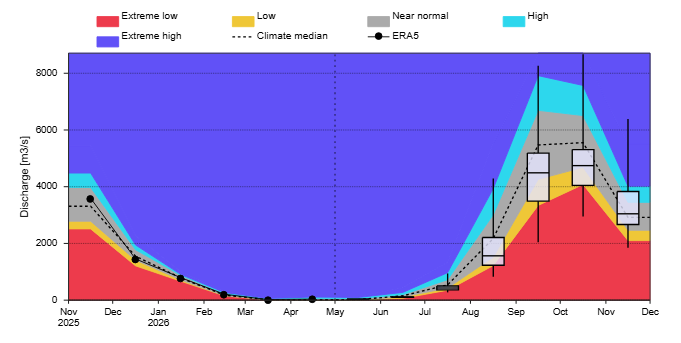 Extreme low
Low
Near normal
High
Extreme high
Climate median
ERA5
Discharge [m3/s]
8000
6000
4000
2000
0
Nov Dec Jan Feb Mar Apr May Jun Jul Aug Sep Oct Nov Dec
2025 2026